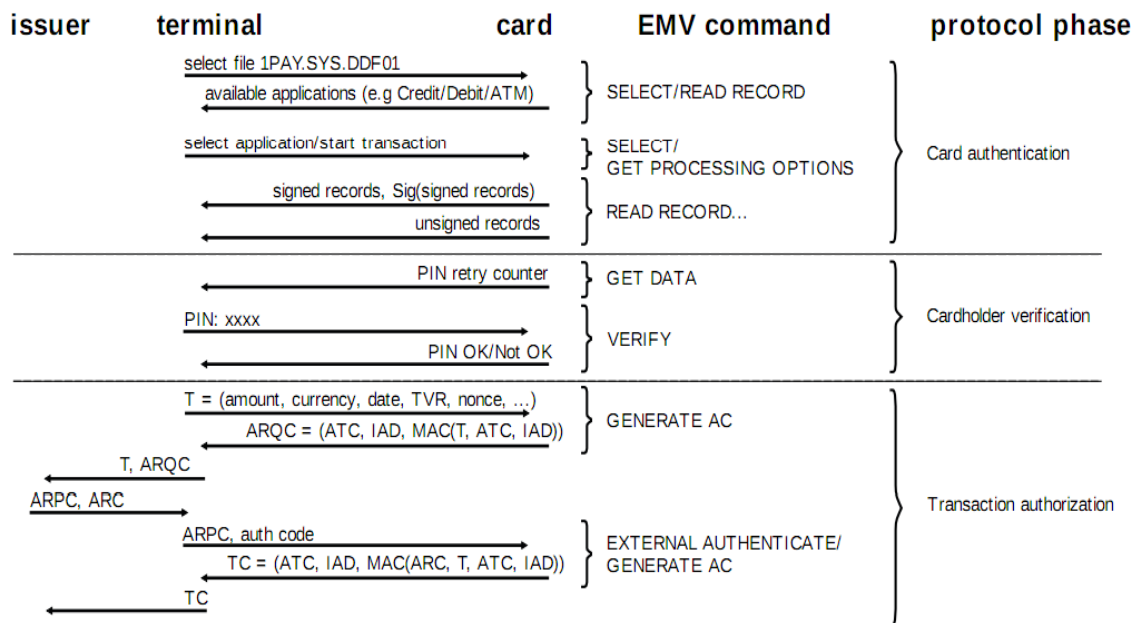 issuer terminal card EMV command protocol phase
select file 1PAY.SYS.DDF01
available applications (e.g Credit/Debit/ATM)
SELECT/READ RECORD
select application/start transaction
SELECT/
GET PROCESSING OPTIONS
Card authentication
signed records, Sig(signed records)
unsigned records
READ RECORD...
PIN retry counter
GET DATA
PIN: xxxx
PIN OK/Not OK
VERIFY
Cardholder verification
T = (amount, currency, date, TVR, nonce, ...)
ARQC = (ATC, IAD, MAC(T, ATC, IAD))
GENERATE AC
T, ARQC
ARPC, ARC
Transaction authorization
ARPC, auth code
TC = (ATC, IAD, MAC(ARC, T, ATC, IAD))
EXTERNAL AUTHENTICATE/
GENERATE AC
TC